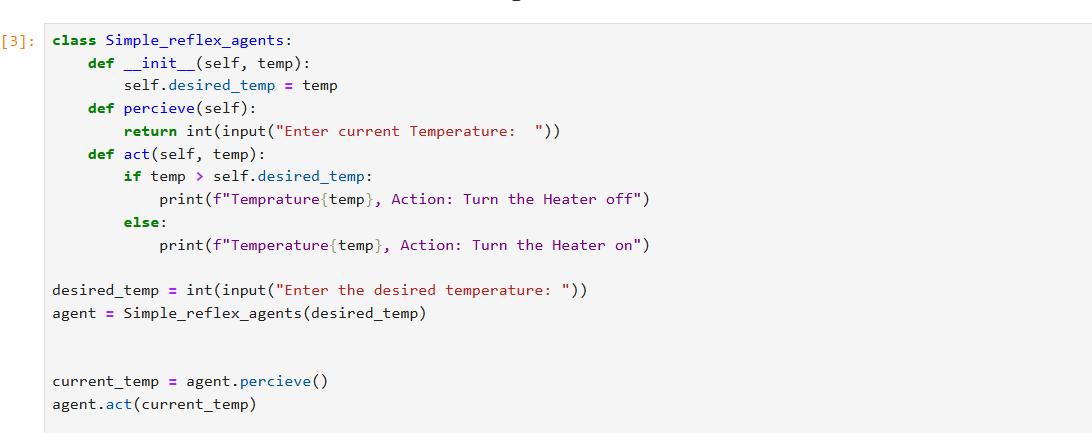 [3]: class Simple_reflex_agents:
    def __init__(self, temp):
        self.desired_temp = temp
    def percieve(self):
        return int(input("Enter current Temperature:  "))
    def act(self, temp):
        if temp > self.desired_temp:
            print(f"Temprature{temp}, Action: Turn the Heater off")
        else:
            print(f"Temperature{temp}, Action: Turn the Heater on")
desired_temp = int(input("Enter the desired temperature: "))
agent = Simple_reflex_agents(desired_temp)
current_temp = agent.percieve()
agent.act(current_temp)